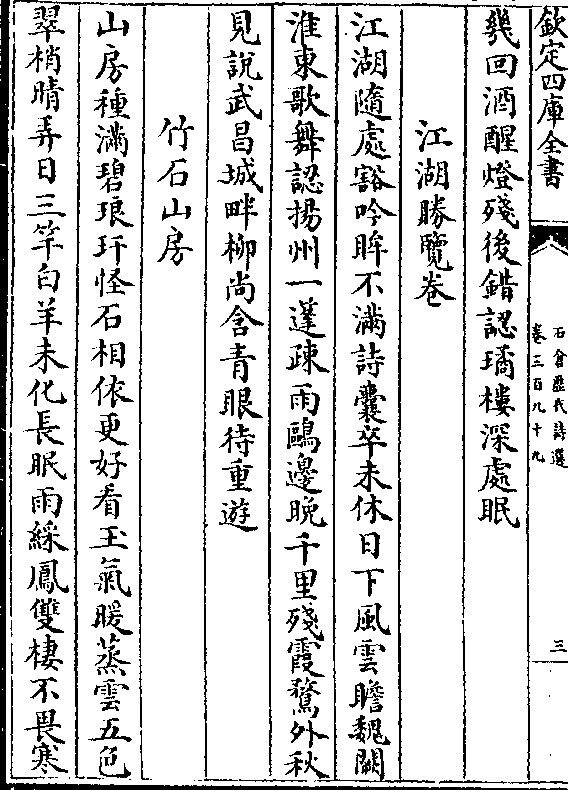 欽定四庫全書
石倉歷代詩選
卷三百九十九
三
幾回酒醒燈殘後錯認璚樓深處眠
江湖勝覽卷
江湖隨處豁吟眸不滿詩囊卒未休日下風雲瞻魏闕
淮東歌舞認揚州一蓬疎雨鷗邊晚千里殘霞鶩外秋
見說武昌城畔柳尚含青眼待重遊
竹石山房
山房種滿碧琅玕怪石相依更好看玉氣暖蒸雲五色
翠梢晴弄日三竿白羊未化長眠雨綵鳳雙棲不畏寒